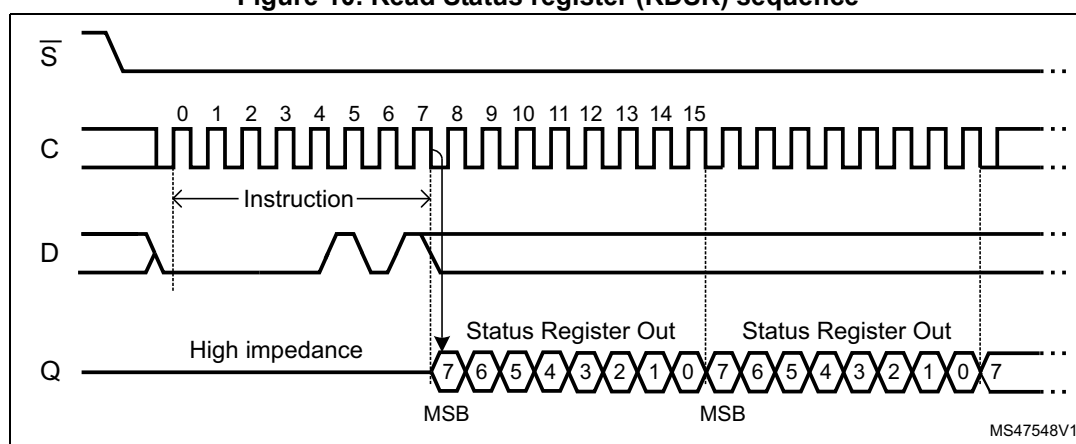 Figure 10. Read Status register (RDSR) sequence
S
0 1 2 3 4 5 6 7 8 9 10 11 12 13 14 15
C
Instruction
D
Status Register Out Status Register Out
High impedance
Q
7 6 5 4 3 2 1 0 7 6 5 4 3 2 1 0 7
MSB MSB
MS47548V1